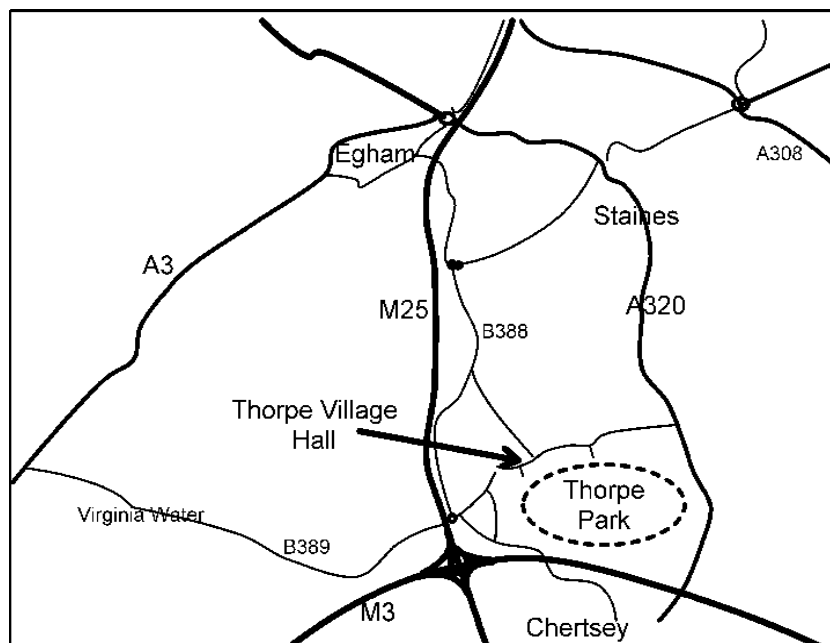 Egham
A308
Staines
A3
M25
A320
B388
Thorpe Village
Hall
Thorpe
Park
Virginia Water
B389
M3
Chertsey